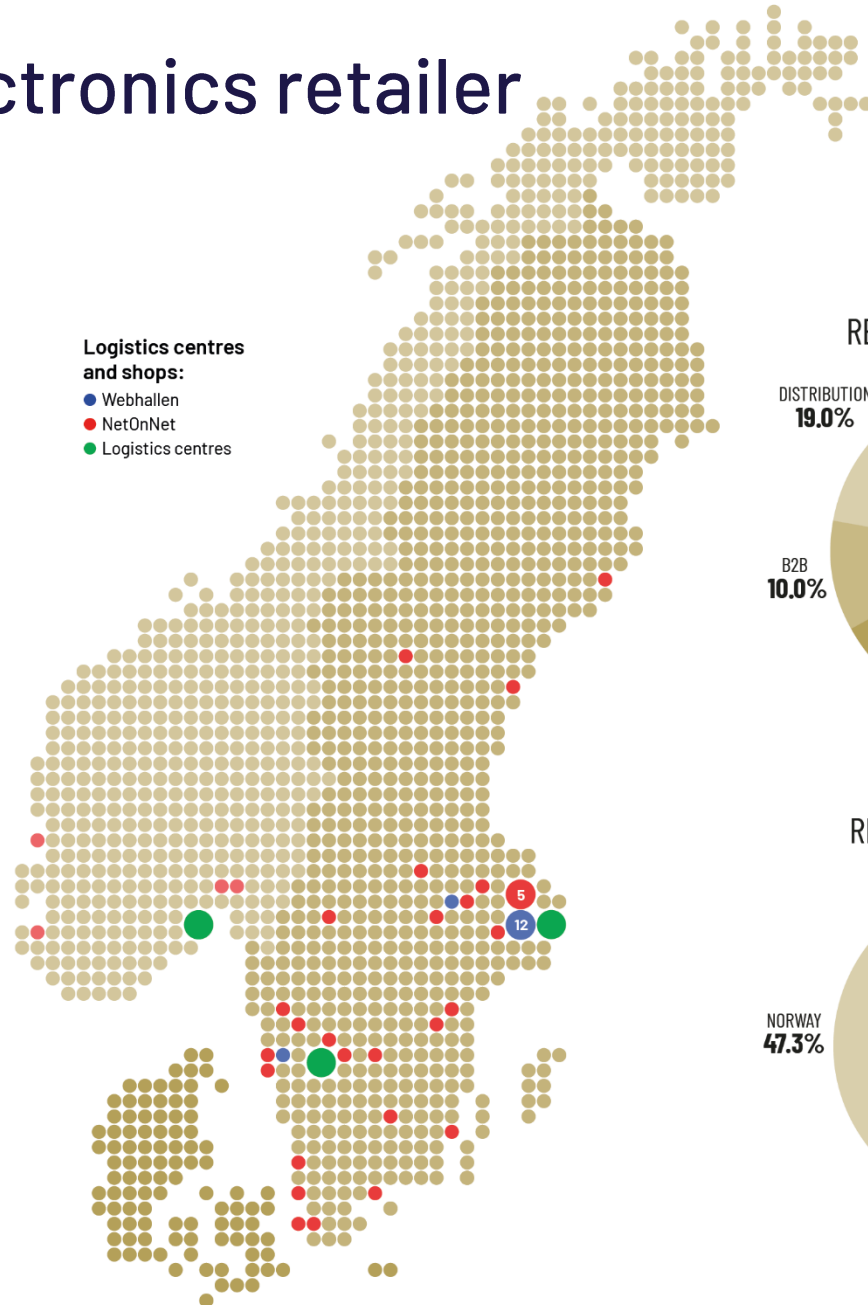 ctronics retailer
Logistics centres
and shops:
Webhallen
NetOnNet
Logistics centres
RE
DISTRIBUTION
19.0%
B2B
10.0%
5
12
NORWAY
47.3%